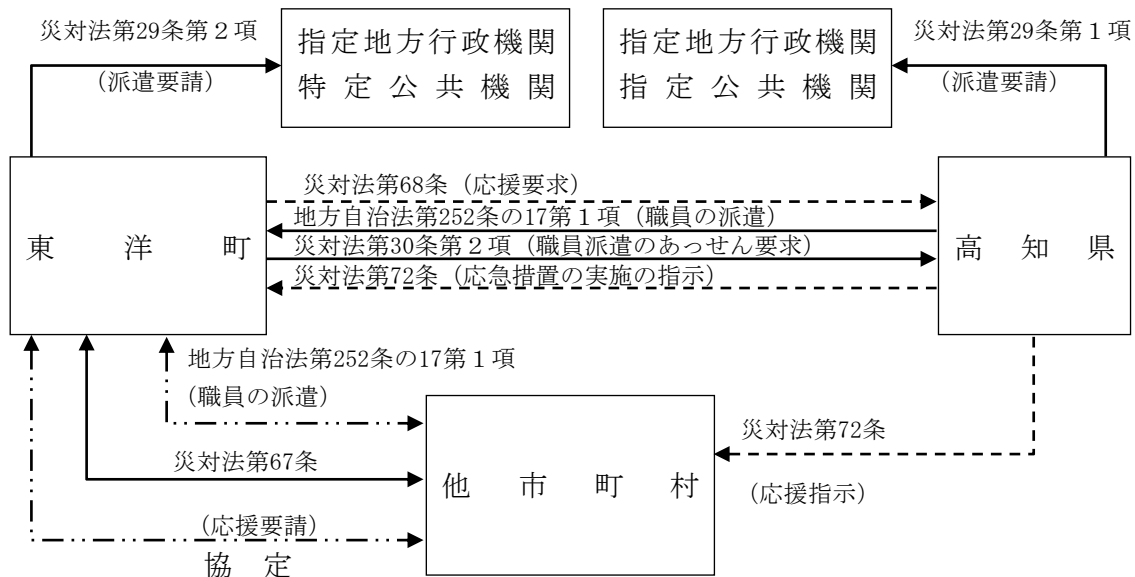 災対法第29条第２項
(派遣要請)
指定地方行政機関
特定公共機関
指定地方行政機関
指定公共機関
災対法第29条第１項
(派遣要請)
東洋町
災対法第68条（応援要求）
地方自治法第252条の17第１項（職員の派遣）
災対法第30条第２項（職員派遣のあっせん要求）
災対法第72条（応急措置の実施の指示）
高知県
地方自治法第252条の17第１項
(職員の派遣)
災対法第67条
(応援要請)
協定
他市町村
災対法第72条
(応援指示)